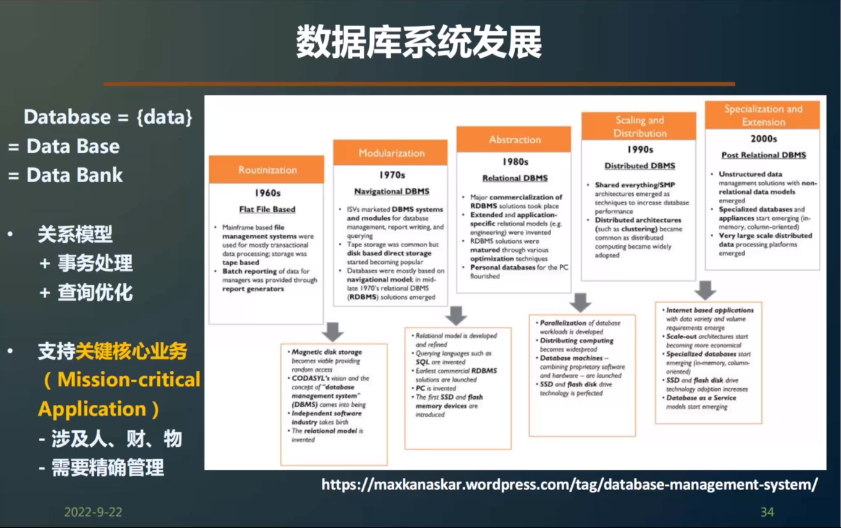 数据库系统发展
Database = {data}
= Data Base
= Data Bank
• 关系模型
+ 事务处理
+ 查询优化
• 支持关键核心业务
（Mission-critical
Application）
- 涉及人、财、物
- 需要精确管理
Routinization
1960s
Flat File Based
• Mainframe based file
management systems were
used for mostly transactional
data processing; storage was
tape based
• Batch reporting of data for
managers was provided through
report generators
• Magnetic disk storage
becomes viable providing
random access
• CODASYL's vision and the
concept of "database
management system"
(DBMS) comes into being
• Independent software
industry takes birth
• The relational model is
invented
Modularization
1970s
Navigational DBMS
• ISVs marketed DBMS systems
and modules for database
management, report writing, and
querying
• Tape storage was common but
disk based direct storage
started becoming popular
• Databases were mostly based on
navigational model; in mid-
late 1970's relational DBMS
(RDBMS) solutions emerged
• Relational model is developed
and refined
• Querying languages such as
SQL are invented
• Earliest commercial RDBMS
solutions are launched
• PC is invented
• The first SSD and flash
memory devices are
introduced
Abstraction
1980s
Relational DBMS
• Major commercialization of
RDBMS solutions took place
• Extended and application-
specific relational models (e.g.
engineering) were invented
• RDBMS solutions were
matured through various
optimization techniques
• Personal databases for the PC
flourished
• Parallelization of database
workloads is developed
• Distributing computing
becomes widespread
• Database machines –
combining proprietary software
and hardware – are launched
• SSD and flash disk drive
technology is perfected
Scaling and
Distribution
1990s
Distributed DBMS
• Shared everything/SMP
architectures emerged as
techniques to increase database
performance
• Distributed architectures
(such as clustering) became
common as distributed
computing became widely
adopted
• Internet based applications
with data variety and volume
requirements emerge
• Scale-out architectures start
becoming more economical
• Specialized databases start
emerging (in-memory, column-
oriented)
• SSD and flash disk drive
technology adoption increases
• Database as a Service
models start emerging
Specialization and
Extension
2000s
Post Relational DBMS
• Unstructured data
management solutions with non-
relational data models
emerged
• Specialized databases and
appliances start emerging (in-
memory, column-oriented)
• Very large scale distributed
data processing platforms
emerged
https://maxkanaskar.wordpress.com/tag/database-management-system/
2022-9-22
34